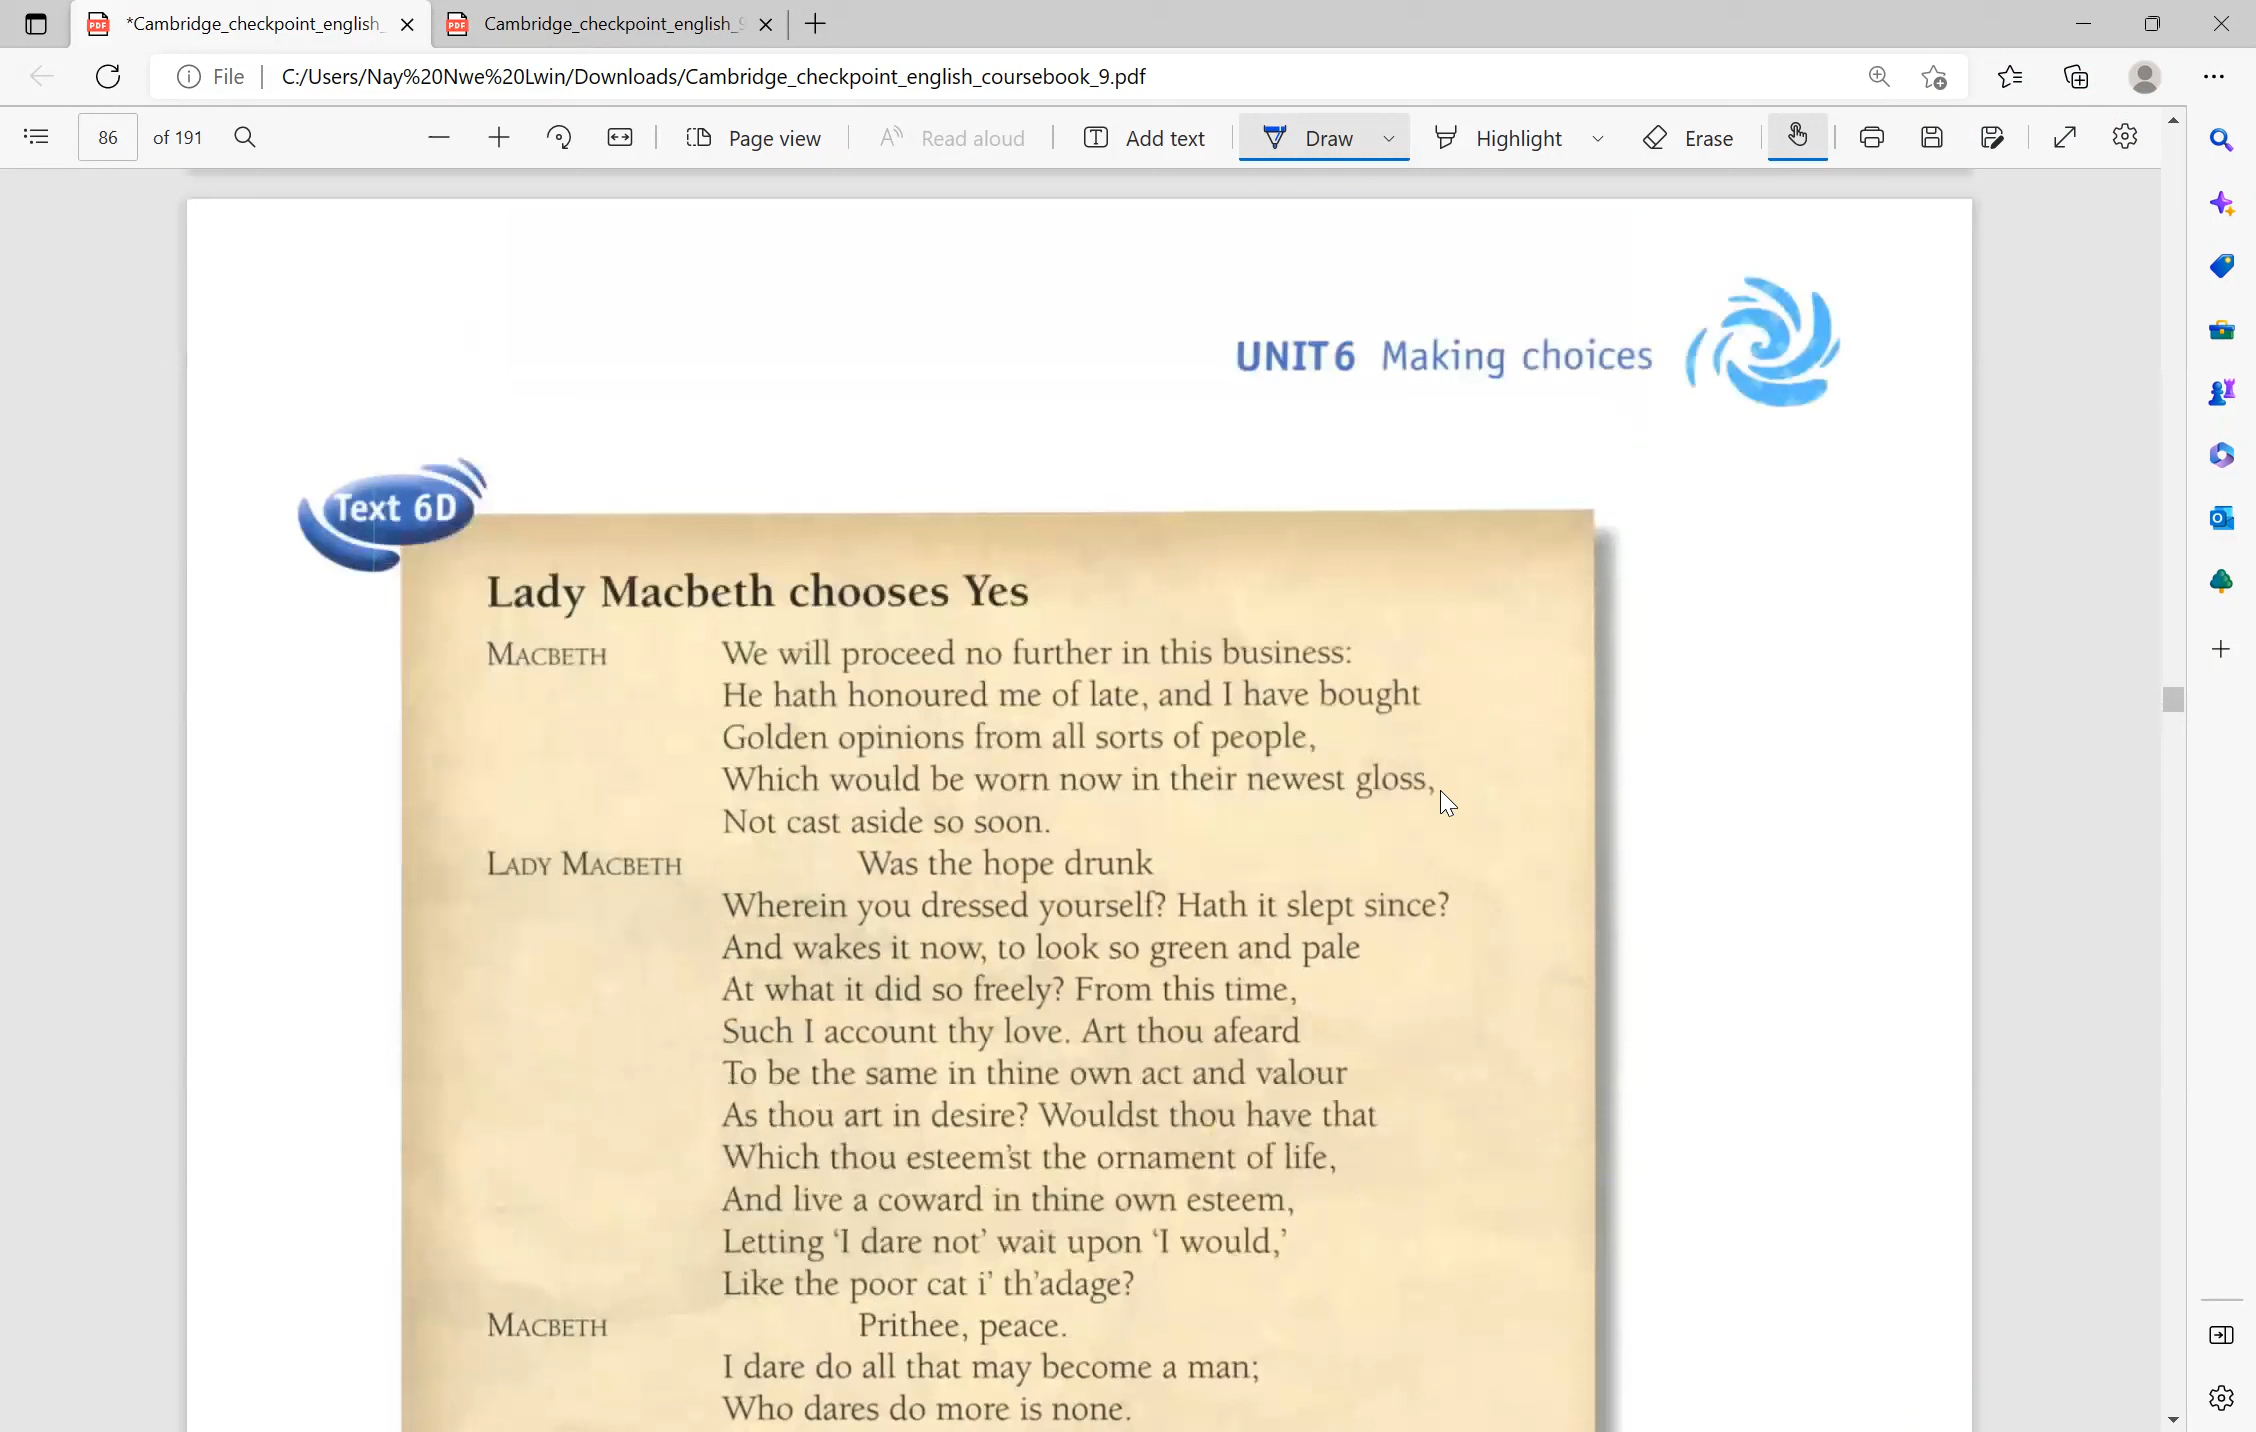 *Cambridge_checkpoint_english_
Cambridge_checkpoint_english_9
File
C:/Users/Nay%20Nwe%20Lwin/Downloads/Cambridge_checkpoint_english_coursebook_9.pdf
86 of 191
Page view
Read aloud
Add text
Draw
Highlight
Erase
UNIT 6 Making choices
Text 6D
Lady Macbeth chooses Yes
MACBETH We will proceed no further in this business:
He hath honoured me of late, and I have bought
Golden opinions from all sorts of people,
Which would be worn now in their newest gloss,
Not cast aside so soon.
LADY MACBETH Was the hope drunk
Wherein you dressed yourself? Hath it slept since?
And wakes it now, to look so green and pale
At what it did so freely? From this time,
Such I account thy love. Art thou afeard
To be the same in thine own act and valour
As thou art in desire? Wouldst thou have that
Which thou esteem'st the ornament of life,
And live a coward in thine own esteem,
Letting ‘I dare not’ wait upon ‘I would,’
Like the poor cat i’ th’adage?
MACBETH Prithee, peace.
I dare do all that may become a man;
Who dares do more is none.